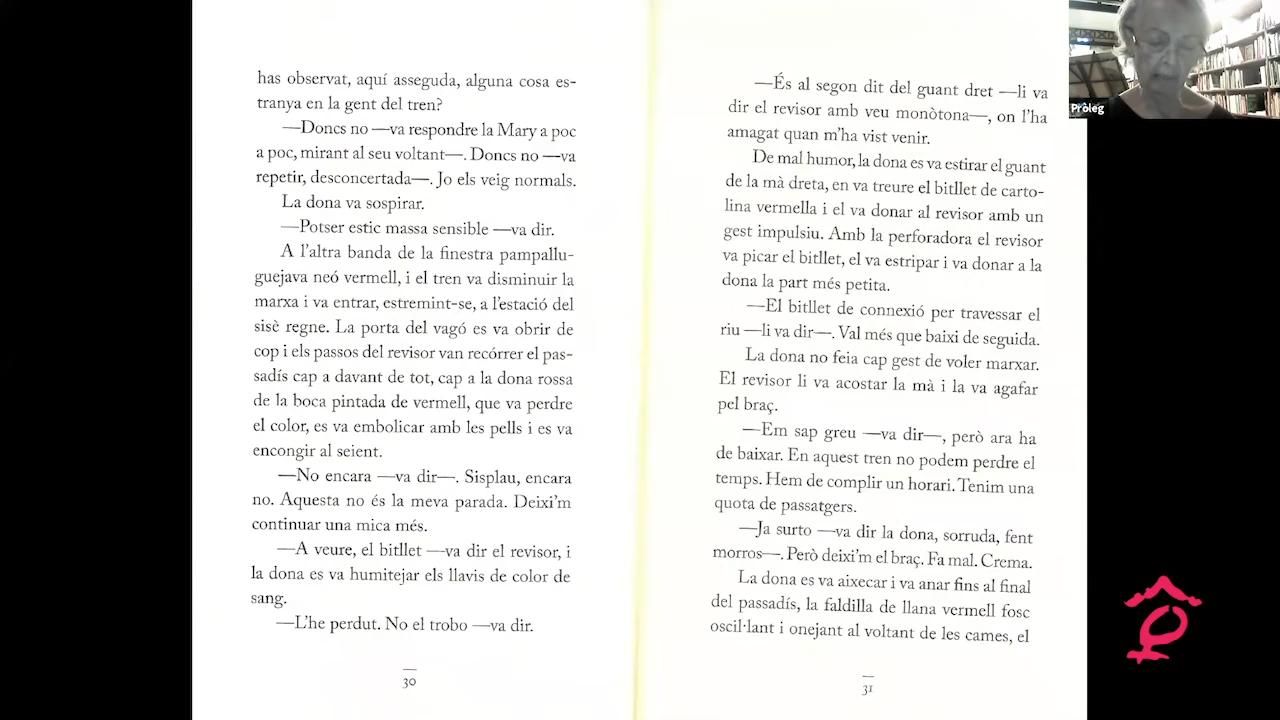 has observat, aquí asseguda, alguna cosa es-
tranya en la gent del tren?
—Doncs no —va respondre la Mary a poc
a poc, mirant al seu voltant—. Doncs no —va
repetir, desconcertada—. Jo els veig normals.
La dona va sospirar.
—Potser estic massa sensible —va dir.
A l’altra banda de la finestra pampallu-
guejava neó vermell, i el tren va disminuir la
marxa i va entrar, estremint-se, a l’estació del
sisè regne. La porta del vagó es va obrir de
cop i els passos del revisor van recórrer el pas-
sadís cap a davant de tot, cap a la dona rossa
de la boca pintada de vermell, que va perdre
el color, es va embolicar amb les pells i es va
encongir al seient.
—No encara —va dir—. Sisplau, encara
no. Aquesta no és la meva parada. Deixi’m
continuar una mica més.
—A veure, el bitllet —va dir el revisor, i
la dona es va humitejar els llavis de color de
sang.
—L’he perdut. No el trobo —va dir.
30
—És al segon dit del guant dret —li va
dir el revisor amb veu monòtona—, on l’ha
amagat quan m’ha vist venir.
De mal humor, la dona es va estirar el guant
de la mà dreta, en va treure el bitllet de carto-
lina vermella i el va donar al revisor amb un
gest impulsiu. Amb la perforadora el revisor
va picar el bitllet, el va estripar i va donar a la
dona la part més petita.
—El bitllet de connexió per travessar el
riu —li va dir—. Val més que baixi de seguida.
La dona no feia cap gest de voler marxar.
El revisor li va acostar la mà i la va agafar
pel braç.
—Em sap greu —va dir—, però ara ha
de baixar. En aquest tren no podem perdre el
temps. Hem de complir un horari. Tenim una
quota de passatgers.
—Ja surto —va dir la dona, sorruda, fent
morros—. Però deixi’m el braç. Fa mal. Crema.
La dona es va aixecar i va anar fins al final
del passadís, la faldilla de llana vermell fosc
oscil·lant i onejant al voltant de les cames, el
31
Pròleg